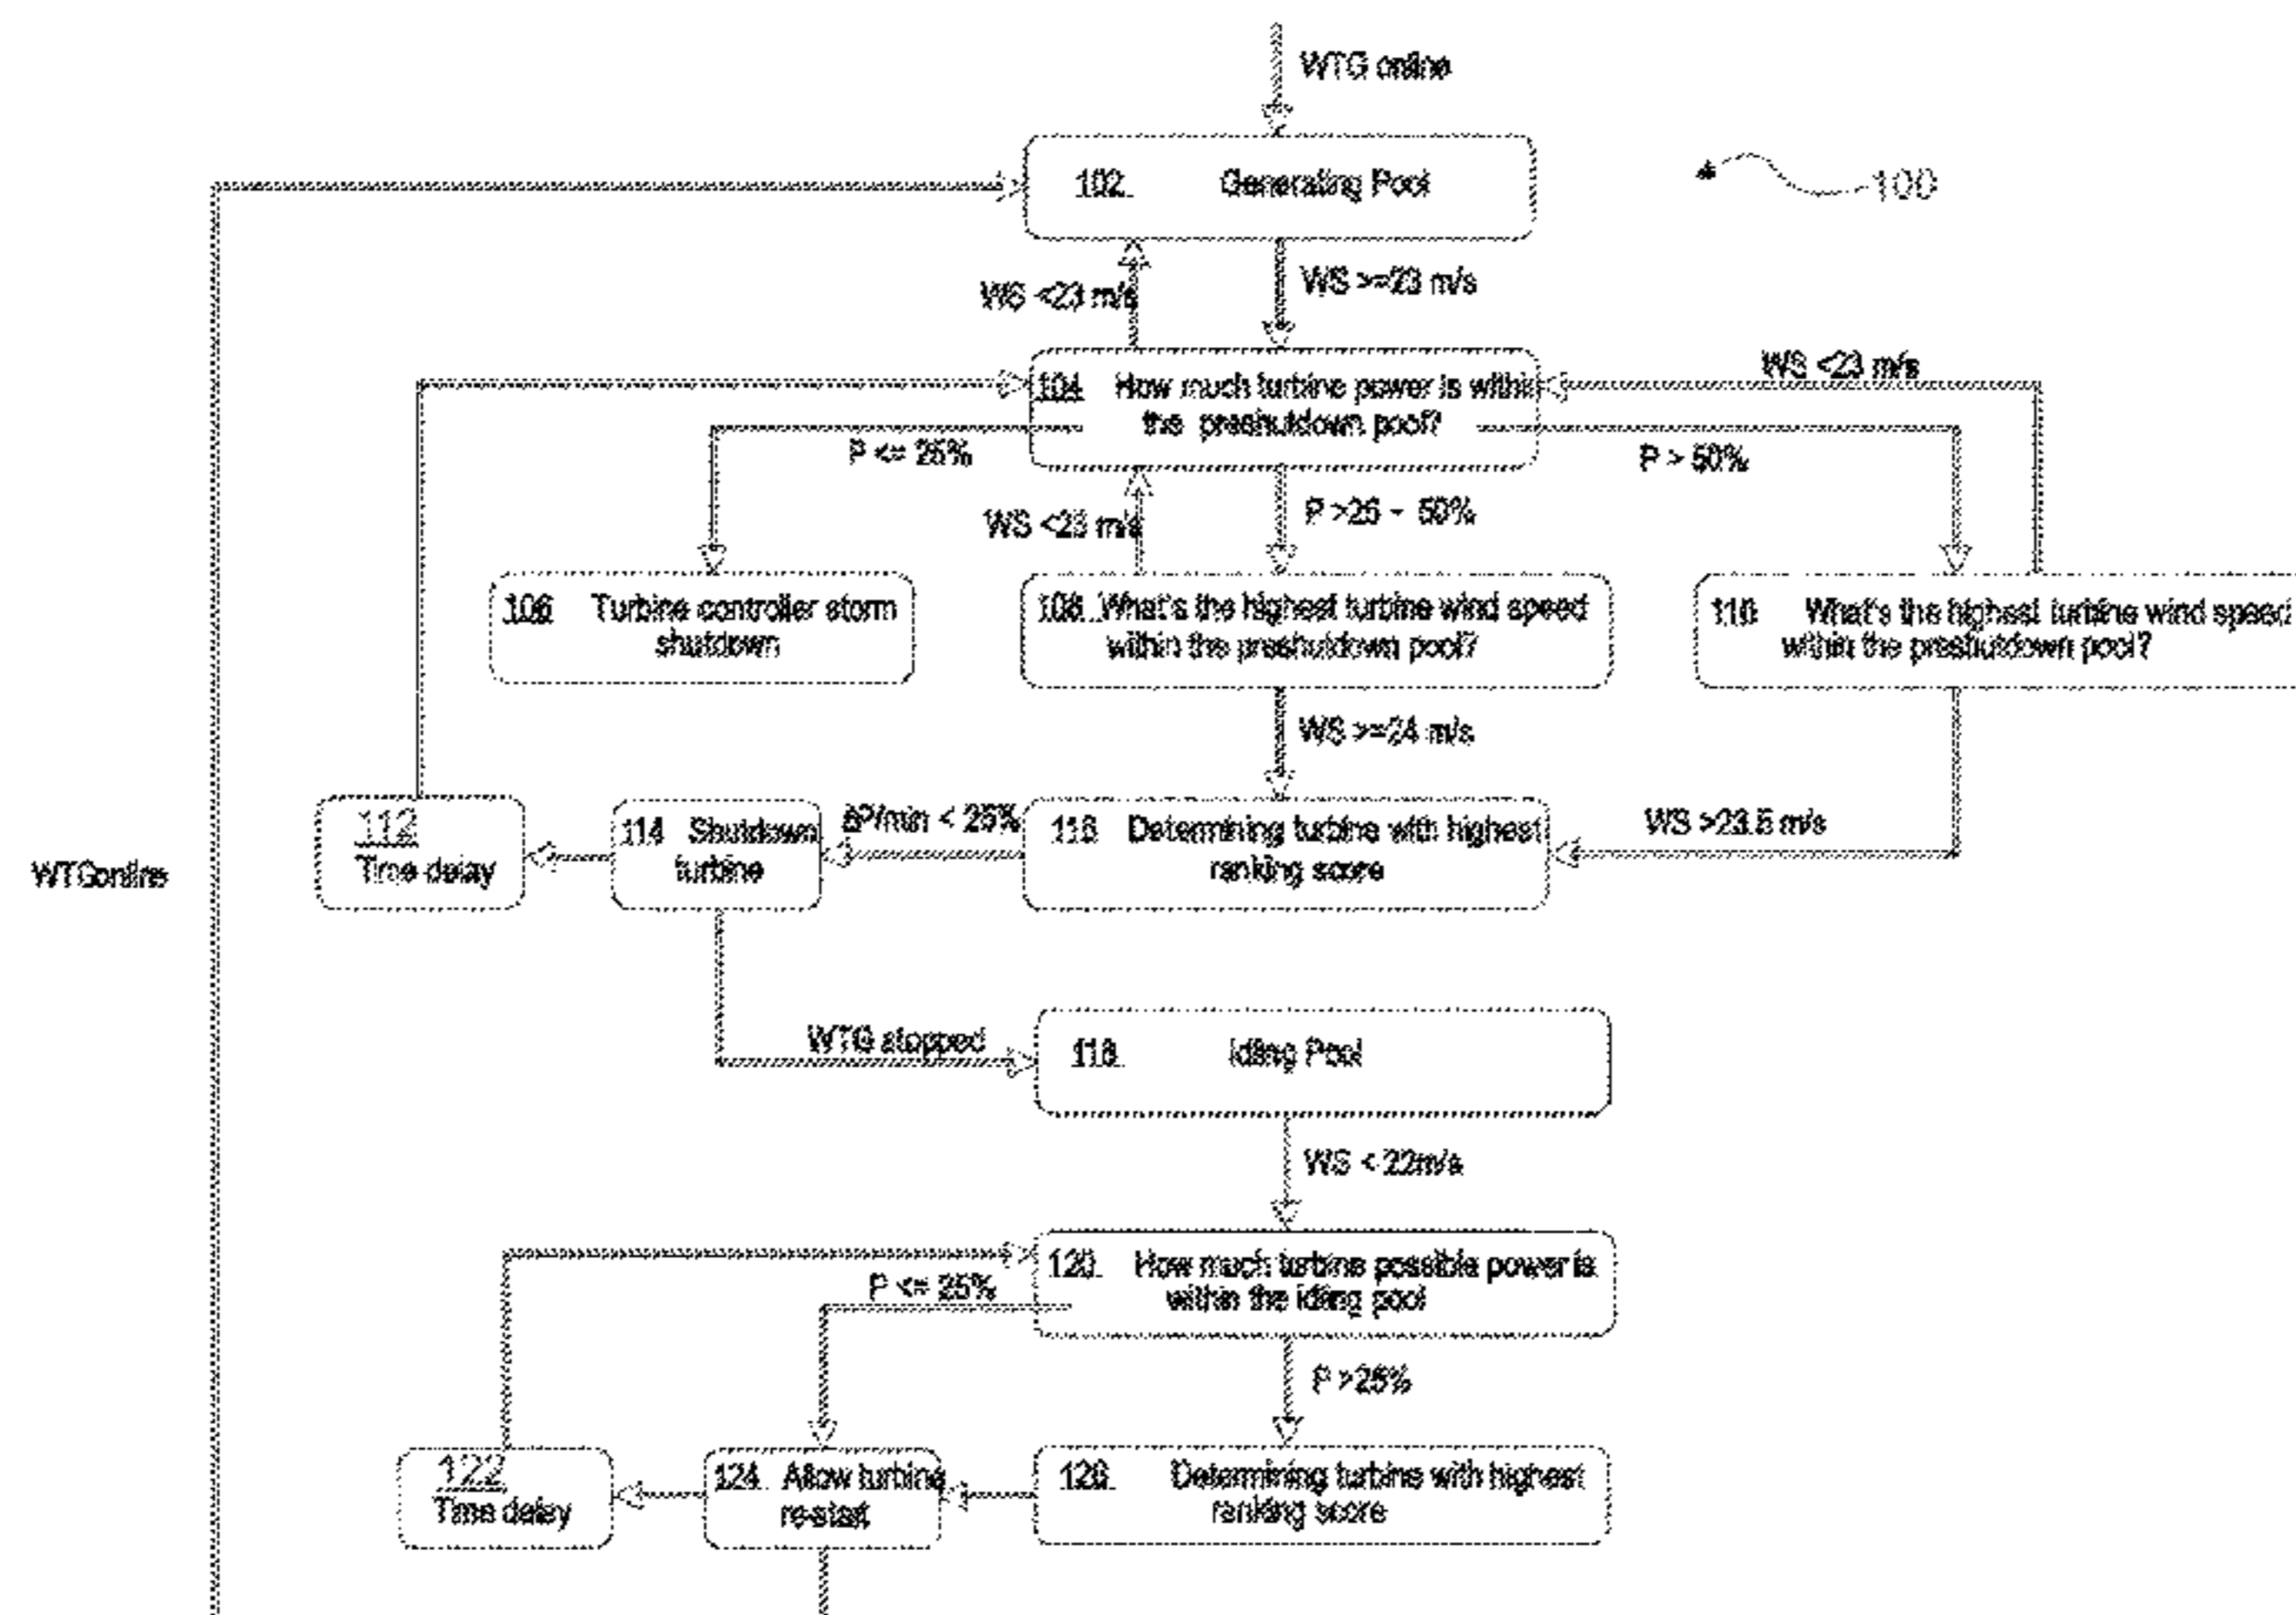 WTG online
102. Generating Pool
100
WS <23 m/s
WS >=23 m/s
WS <23 m/s
104 How much turbine power is within
the preshutdown pool?
P <= 25%
P > 50%
WS <23 m/s
P >25 - 50%
106 Turbine controller storm
shutdown
108. What's the highest turbine wind speed
within the preshutdown pool?
110 What's the highest turbine wind speed
within the preshutdown pool?
WS >=24 m/s
112
Time delay
114 Shutdown
turbine
ΔP/min < 25%
116 Determining turbine with highest
ranking score
WS >23.5 m/s
WTGonline
WTG stopped
118. Idling Pool
WS < 22m/s
120. How much turbine possible power is
within the idling pool
P <= 25%
P >25%
122
Time delay
124. Allow turbine
re-start
126. Determining turbine with highest
ranking score